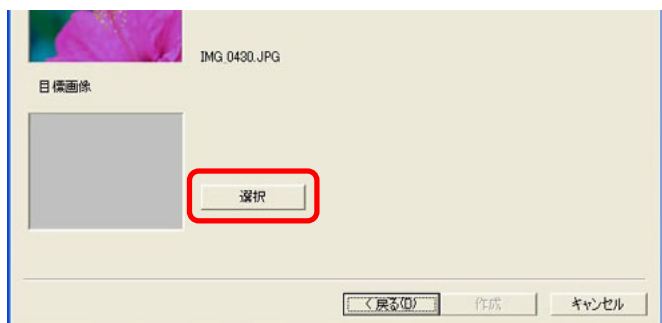 IMG_0430.JPG
目標画像
選択
< 戻る(D)
作成
キャンセル